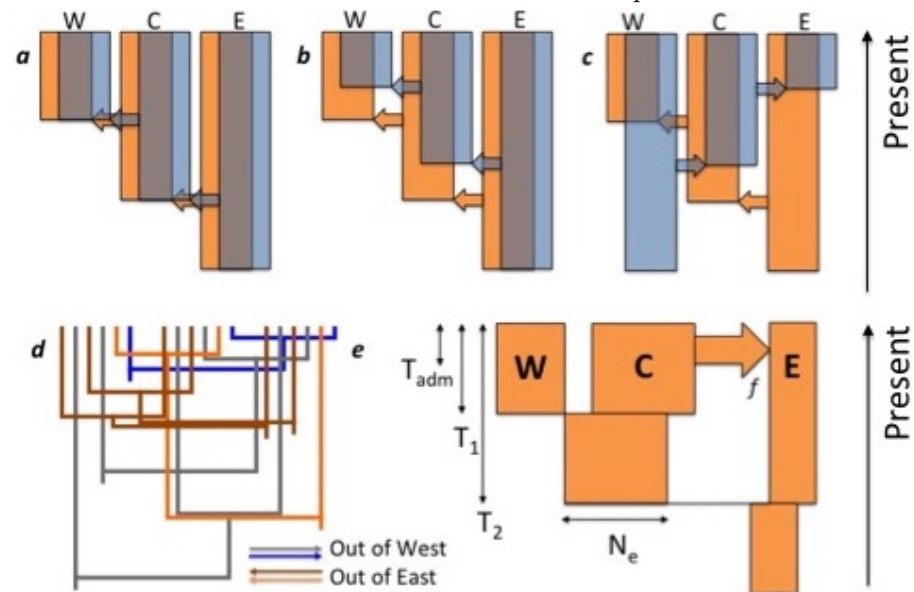 W C E W C E W C E
a b c
Present
d e
T_adm
T_1
T_2
W C E
f
N_e
Present
Out of West
Out of East